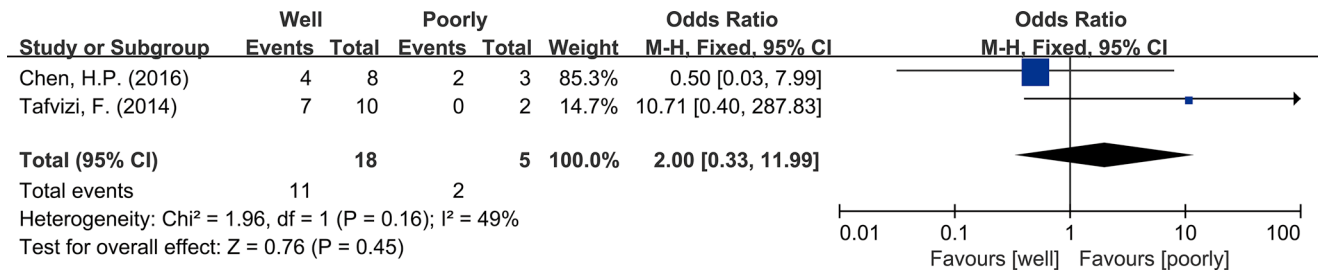 Well Poorly Odds Ratio Odds Ratio
Study or Subgroup Events Total Events Total Weight M-H, Fixed, 95% CI M-H, Fixed, 95% CI
Chen, H.P. (2016) 4 8 2 3 85.3% 0.50 [0.03, 7.99]
Tafvizi, F. (2014) 7 10 0 2 14.7% 10.71 [0.40, 287.83]
Total (95% CI) 18 5 100.0% 2.00 [0.33, 11.99]
Total events 11 2
Heterogeneity: Chi² = 1.96, df = 1 (P = 0.16); I² = 49%
Test for overall effect: Z = 0.76 (P = 0.45)
0.01 0.1 1 10 100
Favours [well] Favours [poorly]